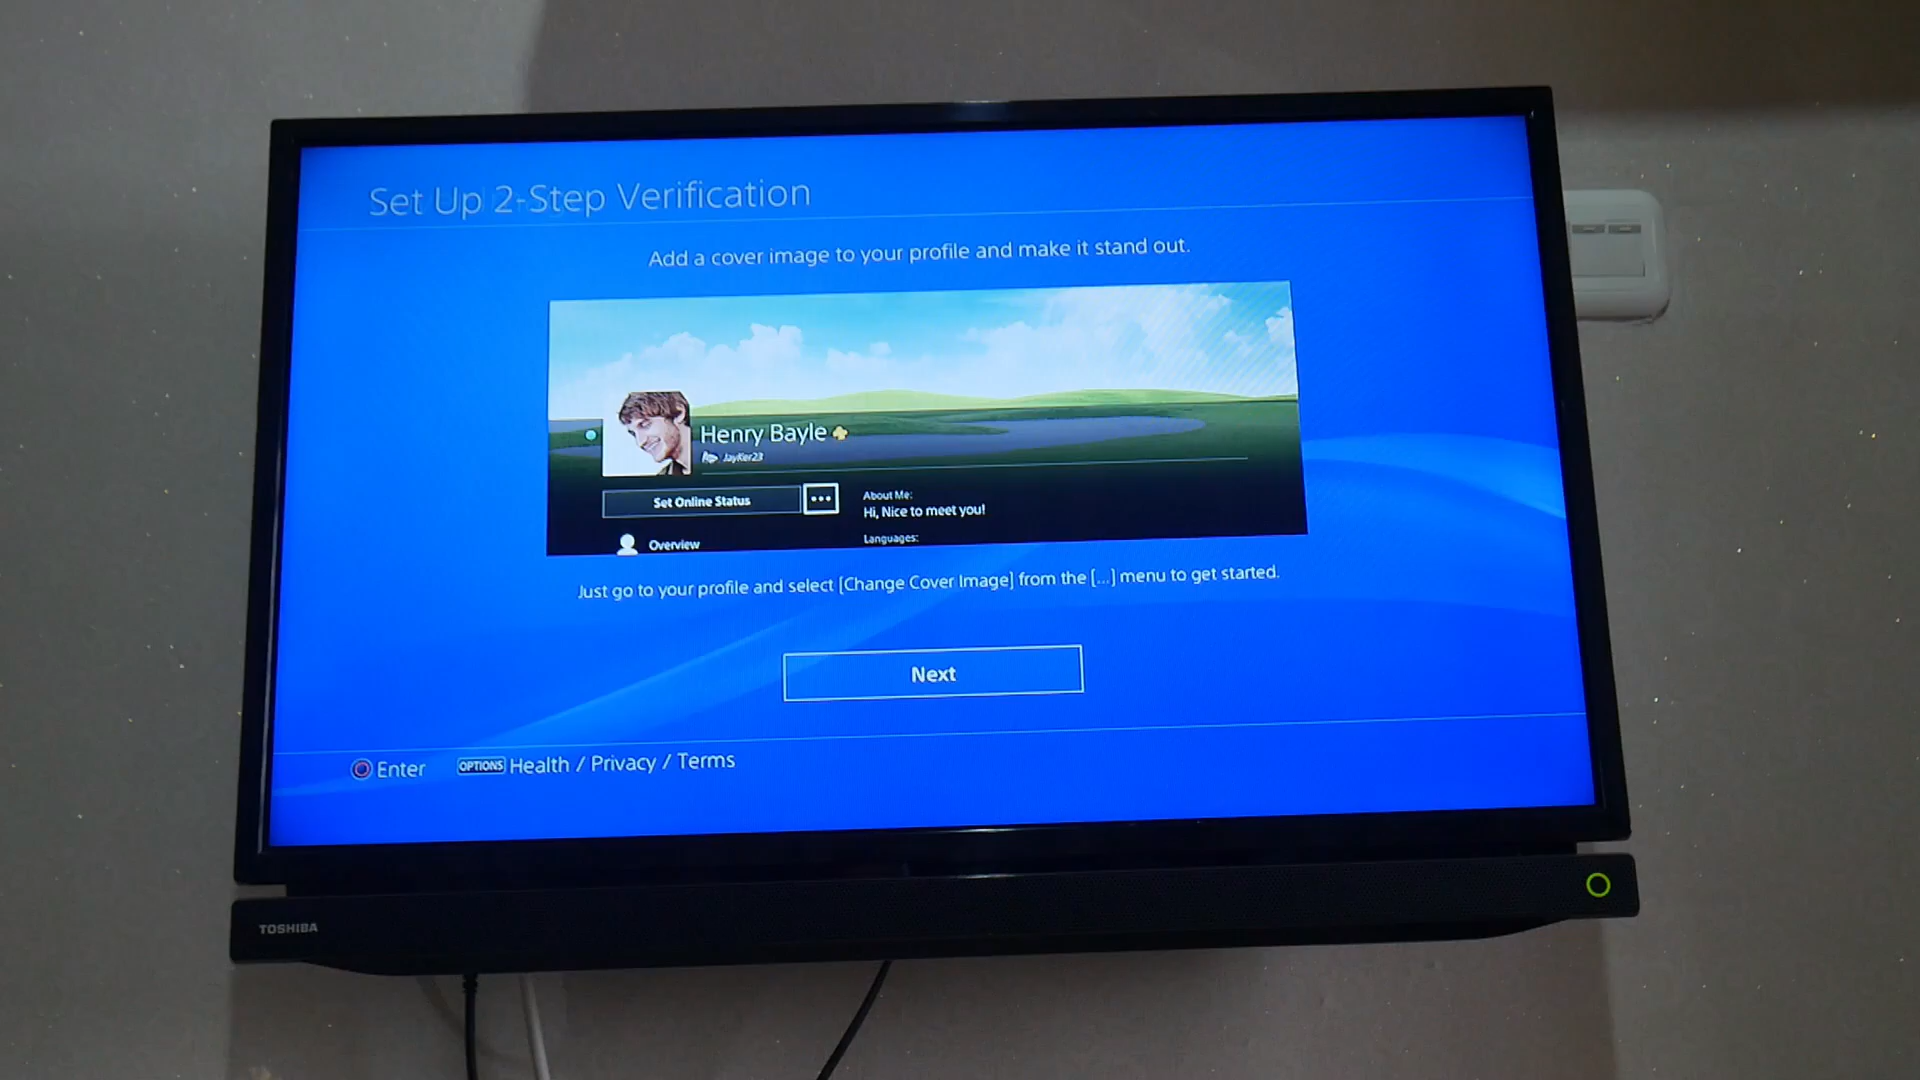 Set Up 2-Step Verification
Add a cover image to your profile and make it stand out.
Henry Bayle
JayKer23
Set Online Status
...
About Me:
Hi, Nice to meet you!
Overview
Languages:
Just go to your profile and select [Change Cover Image] from the [...] menu to get started.
Next
Enter
OPTIONS Health / Privacy / Terms
TOSHIBA